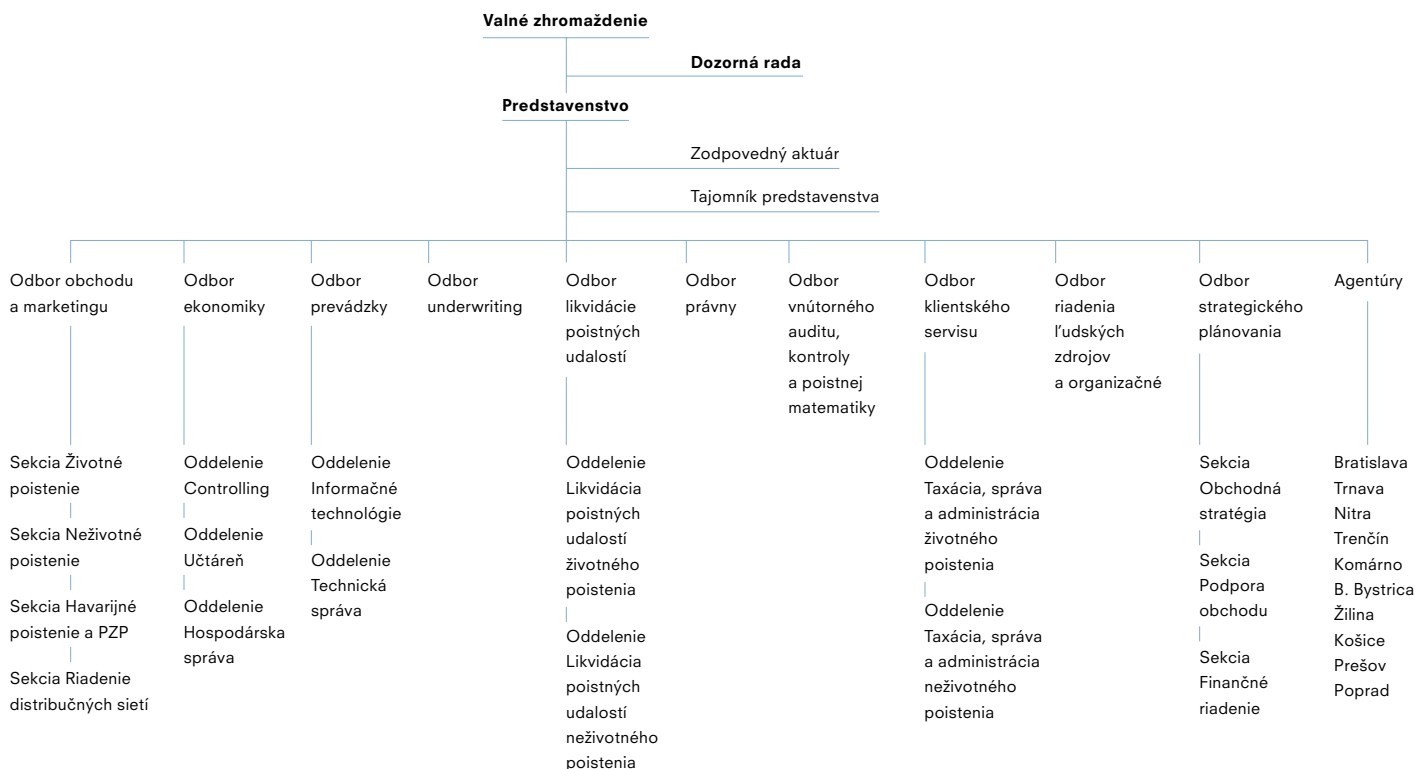 Valné zhromaždenie
Dozorná rada
Predstavenstvo
Zodpovedný aktuár
Tajomník predstavenstva
Odbor obchodu
a marketingu
Odbor
ekonomiky
Odbor
prevádzky
Odbor
underwriting
Odbor
likvidácie
poistných
udalostí
Odbor
právny
Odbor
vnútorného
auditu,
kontroly
a poistnej
matematiky
Odbor
klientského
servisu
Odbor
riadenia
ľudských
zdrojov
a organizačné
Odbor
strategického
plánovania
Agentúry
Sekcia Životné
poistenie
Sekcia Neživotné
poistenie
Sekcia Havarijné
poistenie a PZP
Sekcia Riadenie
distribučných sietí
Oddelenie
Controlling
Oddelenie
Učtáreň
Oddelenie
Hospodárska
správa
Oddelenie
Informačné
technológie
Oddelenie
Technická
správa
Oddelenie
Likvidácia
poistných
udalostí
životného
poistenia
Oddelenie
Likvidácia
poistných
udalostí
neživotného
poistenia
Oddelenie
Taxácia, správa
a administrácia
životného
poistenia
Oddelenie
Taxácia, správa
a administrácia
neživotného
poistenia
Sekcia
Obchodná
stratégia
Sekcia
Podpora
obchodu
Sekcia
Finančné
riadenie
Bratislava
Trnava
Nitra
Trenčín
Komárno
B. Bystrica
Žilina
Košice
Prešov
Poprad